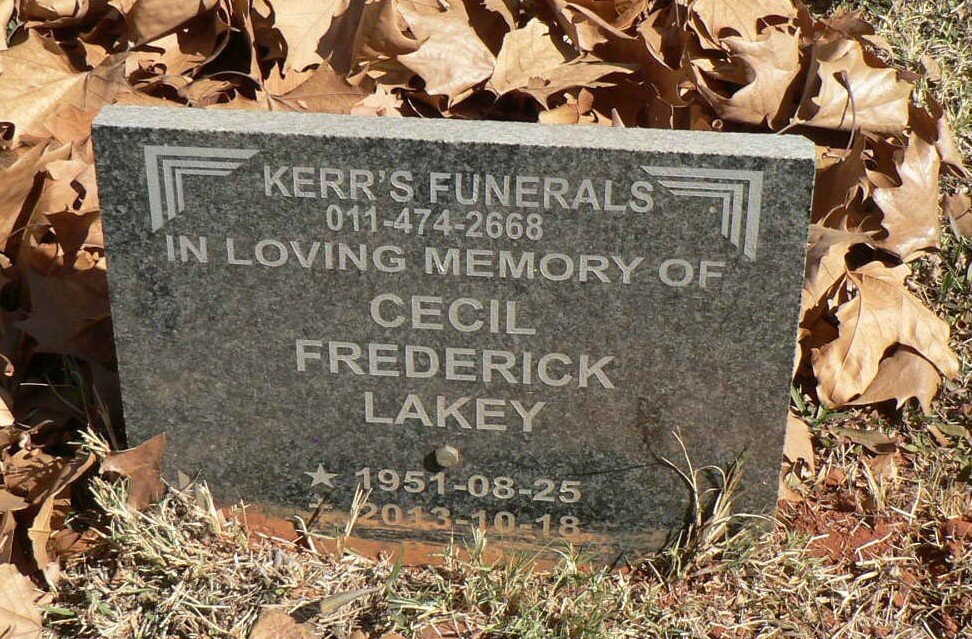 KERR'S FUNERALS
011-474-2668
IN LOVING MEMORY OF
CECIL
FREDERICK
LAKEY
1951-08-25
2013-10-18